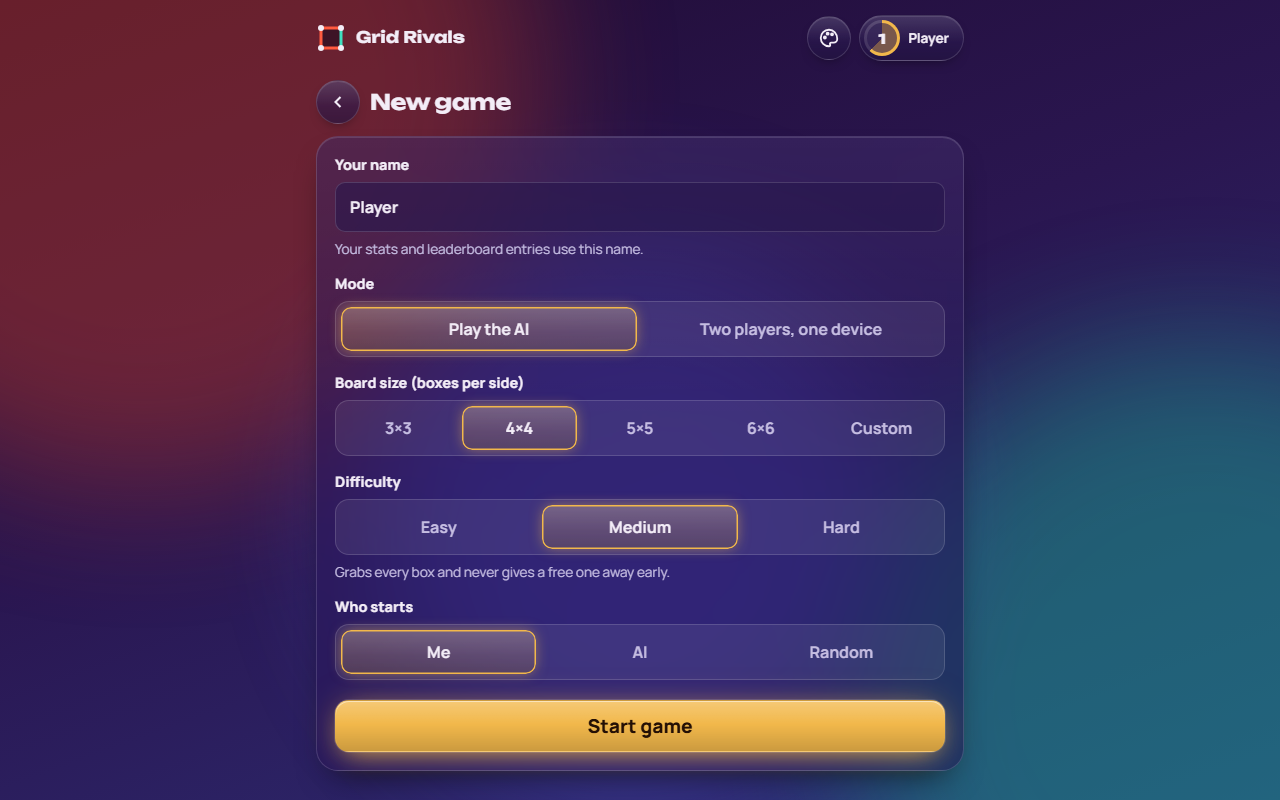 Grid Rivals
1 Player
New game
Your name
Player
Your stats and leaderboard entries use this name.
Mode
Play the AI Two players, one device
Board size (boxes per side)
3×3 4×4 5×5 6×6 Custom
Difficulty
Easy Medium Hard
Grabs every box and never gives a free one away early.
Who starts
Me AI Random
Start game